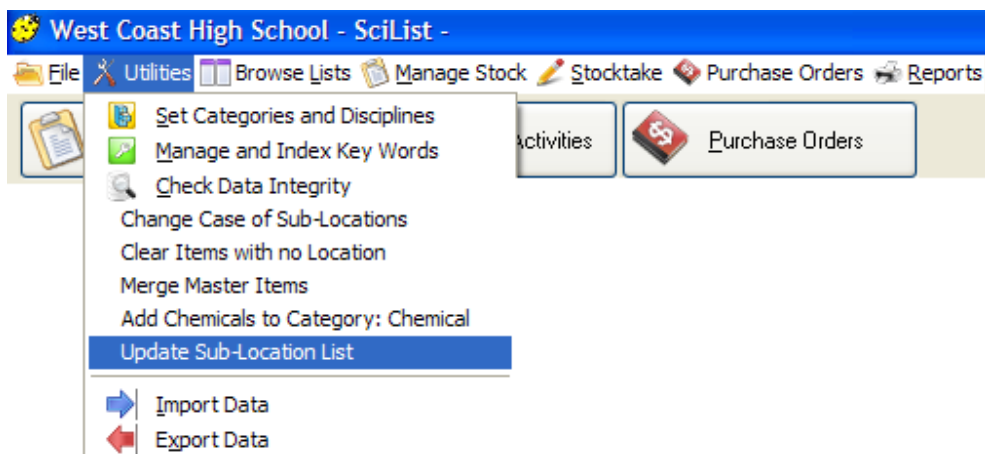 West Coast High School - SciList -
File Utilities Browse Lists Manage Stock Stocktake Purchase Orders Reports
Activities Purchase Orders
Set Categories and Disciplines
Manage and Index Key Words
Check Data Integrity
Change Case of Sub-Locations
Clear Items with no Location
Merge Master Items
Add Chemicals to Category: Chemical
Update Sub-Location List
Import Data
Export Data